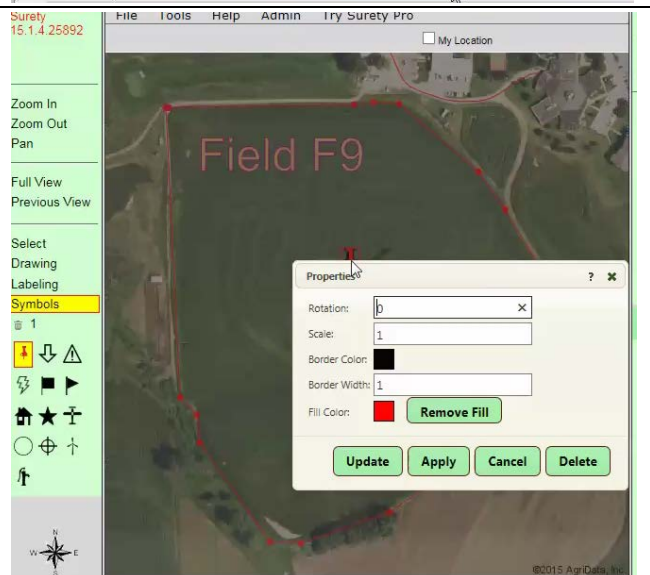 File Tools Help Admin Try Surety Pro
Surety
15.1.4.25892
My Location
Zoom In
Zoom Out
Pan
Full View
Previous View
Select
Drawing
Labeling
Symbols
1
Field F9
Properties ?
Rotation: 0
Scale: 1
Border Color:
Border Width: 1
Fill Color: Remove Fill
Update Apply Cancel Delete
N
W E
©2015 AgriData, Inc.